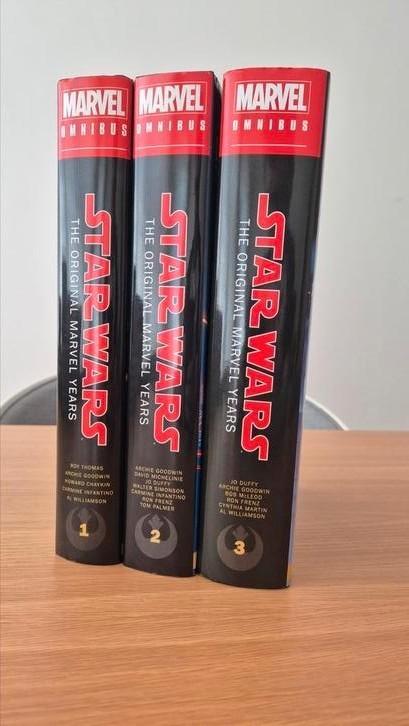 MARVEL
OMNIBUS
STAR WARS
THE ORIGINAL MARVEL YEARS
ROY THOMAS
ARCHIE GOODWIN
HOWARD CHAYKIN
CARMINE INFANTINO
AL WILLIAMSON
1
MARVEL
OMNIBUS
STAR WARS
THE ORIGINAL MARVEL YEARS
ARCHIE GOODWIN
DAVID MICHELINIE
JO DUFFY
WALTER SIMONSON
CARMINE INFANTINO
RON FRENZ
TOM PALMER
2
MARVEL
OMNIBUS
STAR WARS
THE ORIGINAL MARVEL YEARS
JO DUFFY
ARCHIE GOODWIN
BOB MCLEOD
RON FRENZ
CYNTHIA MARTIN
AL WILLIAMSON
3